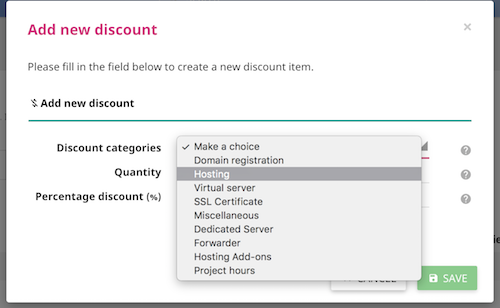 Add new discount
×
Please fill in the field below to create a new discount item.
Add new discount
Discount categories
✓ Make a choice
Domain registration
Hosting
Virtual server
SSL Certificate
Miscellaneous
Dedicated Server
Forwarder
Hosting Add-ons
Project hours
Quantity
Percentage discount (%)
CANCEL
SAVE